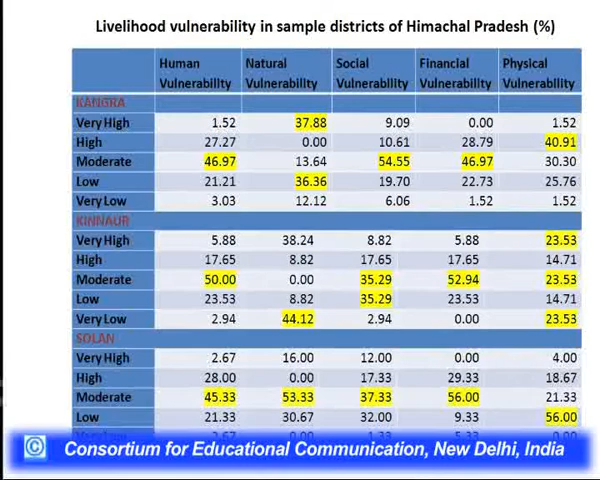 Livelihood vulnerability in sample districts of Himachal Pradesh (%)
Human Vulnerability Natural Vulnerability Social Vulnerability Financial Vulnerability Physical Vulnerability
KANGRA
Very High 1.52 37.88 9.09 0.00 1.52
High 27.27 0.00 10.61 28.79 40.91
Moderate 46.97 13.64 54.55 46.97 30.30
Low 21.21 36.36 19.70 22.73 25.76
Very Low 3.03 12.12 6.06 1.52 1.52
KINNAUR
Very High 5.88 38.24 8.82 5.88 23.53
High 17.65 8.82 17.65 17.65 14.71
Moderate 50.00 0.00 35.29 52.94 23.53
Low 23.53 8.82 35.29 23.53 14.71
Very Low 2.94 44.12 2.94 0.00 23.53
SOLAN
Very High 2.67 16.00 12.00 0.00 4.00
High 28.00 0.00 17.33 29.33 18.67
Moderate 45.33 53.33 37.33 56.00 21.33
Low 21.33 30.67 32.00 9.33 56.00
© Consortium for Educational Communication, New Delhi, India